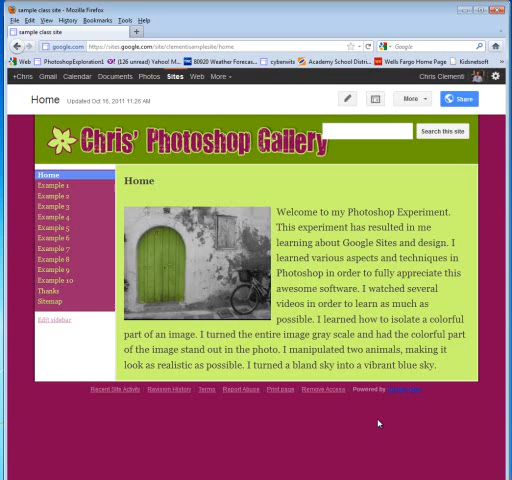 sample class site - Mozilla Firefox
File Edit View History Bookmarks Tools Help
sample class site
google.com https://sites.google.com/site/clementisamplesite/home
Google
Web PhotoshopExploration1 (126 unread) Yahoo! M... 80920 Weather Forecas... cyberwits Academy School Distri... Wells Fargo Home Page Kidsnetsoft
+Chris Gmail Calendar Documents Photos Sites Web More
Chris Clementi
Home Updated Oct 16, 2011 11:26 AM
More Share
Chris' Photoshop Gallery
Search this site
Home
Example 1
Example 2
Example 3
Example 4
Example 5
Example 6
Example 7
Example 8
Example 9
Example 10
Thanks
Sitemap
Edit sidebar
Home
Welcome to my Photoshop Experiment.
This experiment has resulted in me
learning about Google Sites and design. I
learned various aspects and techniques in
Photoshop in order to fully appreciate this
awesome software. I watched several
videos in order to learn as much as
possible. I learned how to isolate a colorful
part of an image. I turned the entire image gray scale and had the colorful part
of the image stand out in the photo. I manipulated two animals, making it
look as realistic as possible. I turned a bland sky into a vibrant blue sky.
Recent Site Activity | Revision History | Terms | Report Abuse | Print page | Remove Access | Powered by